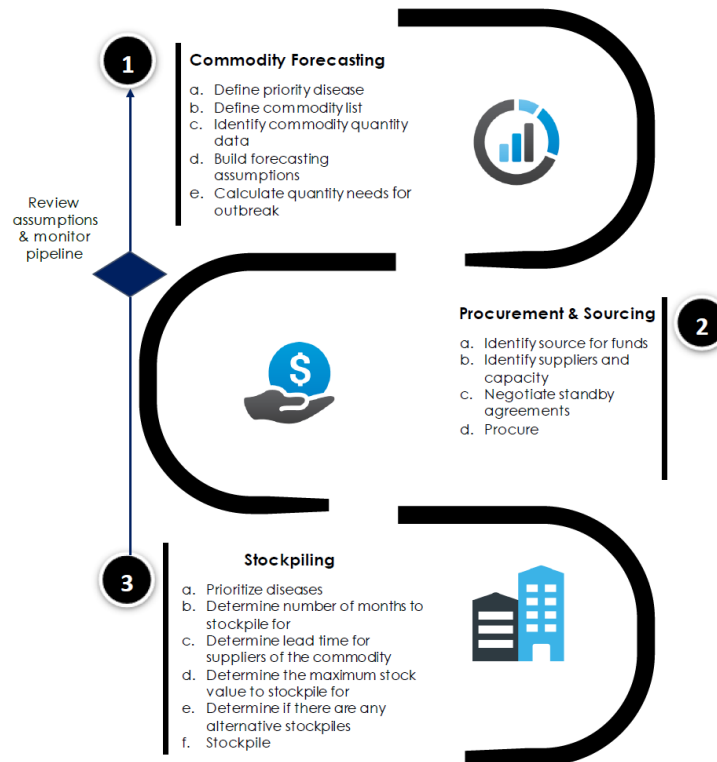 1
Commodity Forecasting
a. Define priority disease
b. Define commodity list
c. Identify commodity quantity
data
d. Build forecasting
assumptions
e. Calculate quantity needs for
outbreak
Review
assumptions
& monitor
pipeline
2
Procurement & Sourcing
a. Identify source for funds
b. Identify suppliers and
capacity
c. Negotiate standby
agreements
d. Procure
$
3
Stockpiling
a. Prioritize diseases
b. Determine number of months to
stockpile for
c. Determine lead time for
suppliers of the commodity
d. Determine the maximum stock
value to stockpile for
e. Determine if there are any
alternative stockpiles
f. Stockpile